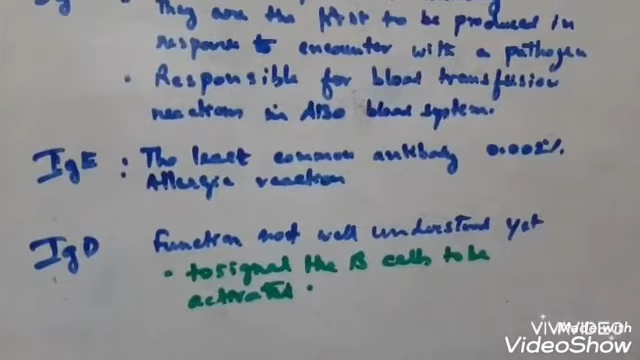 • They are the first to be produced in
response to encounter with a pathogen
• Responsible for blood transfusion
reactions in ABO blood system.
IgE : The least common antibody 0.002%.
Allergic reaction
IgD Function not well understood yet
• to signal the B cells to be
activated.
Made with
VideoShow